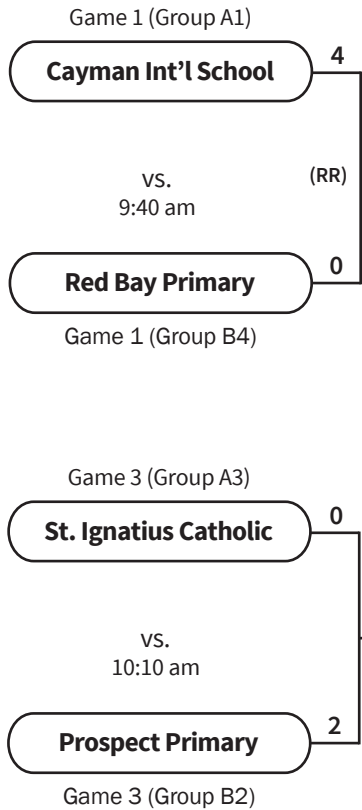 Game 1 (Group A1)
Cayman Int’l School
4
vs.
(RR)
9:40 am
0
Red Bay Primary
Game 1 (Group B4)
Game 3 (Group A3)
0
St. Ignatius Catholic
vs.
10:10 am
2
Prospect Primary
Game 3 (Group B2)